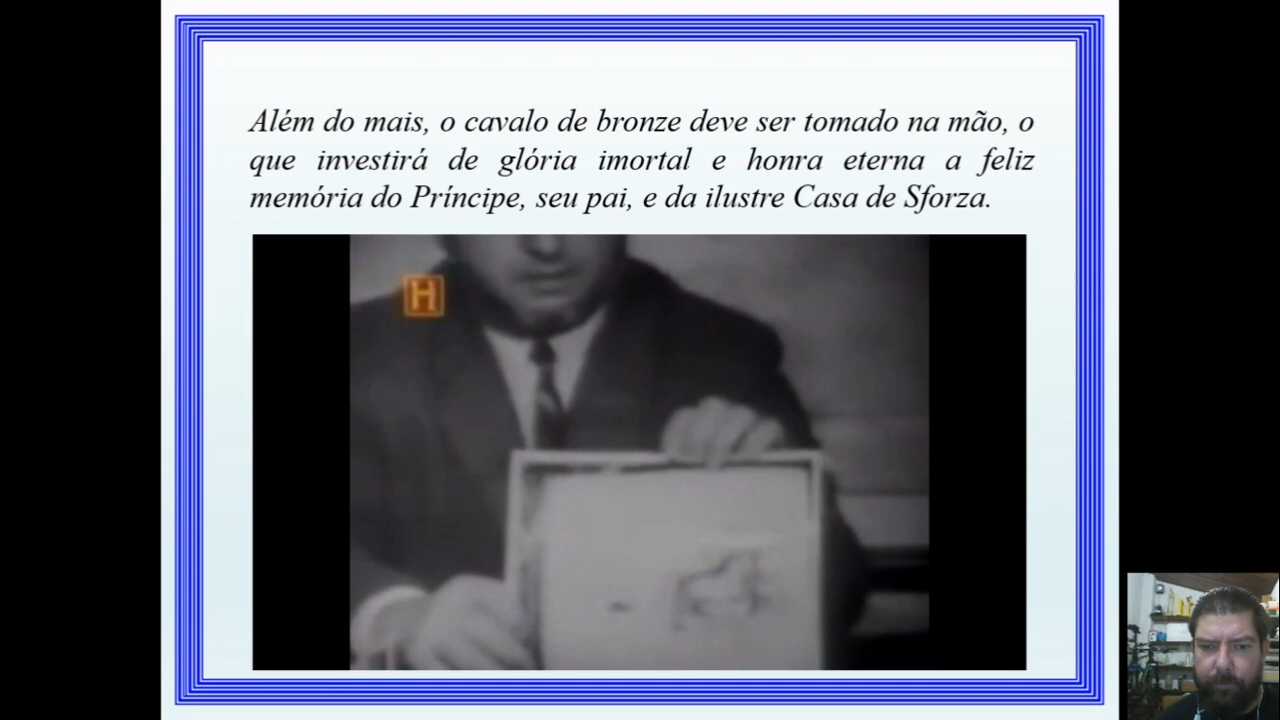 Além do mais, o cavalo de bronze deve ser tomado na mão, o
que investirá de glória imortal e honra eterna a feliz
memória do Príncipe, seu pai, e da ilustre Casa de Sforza.
H